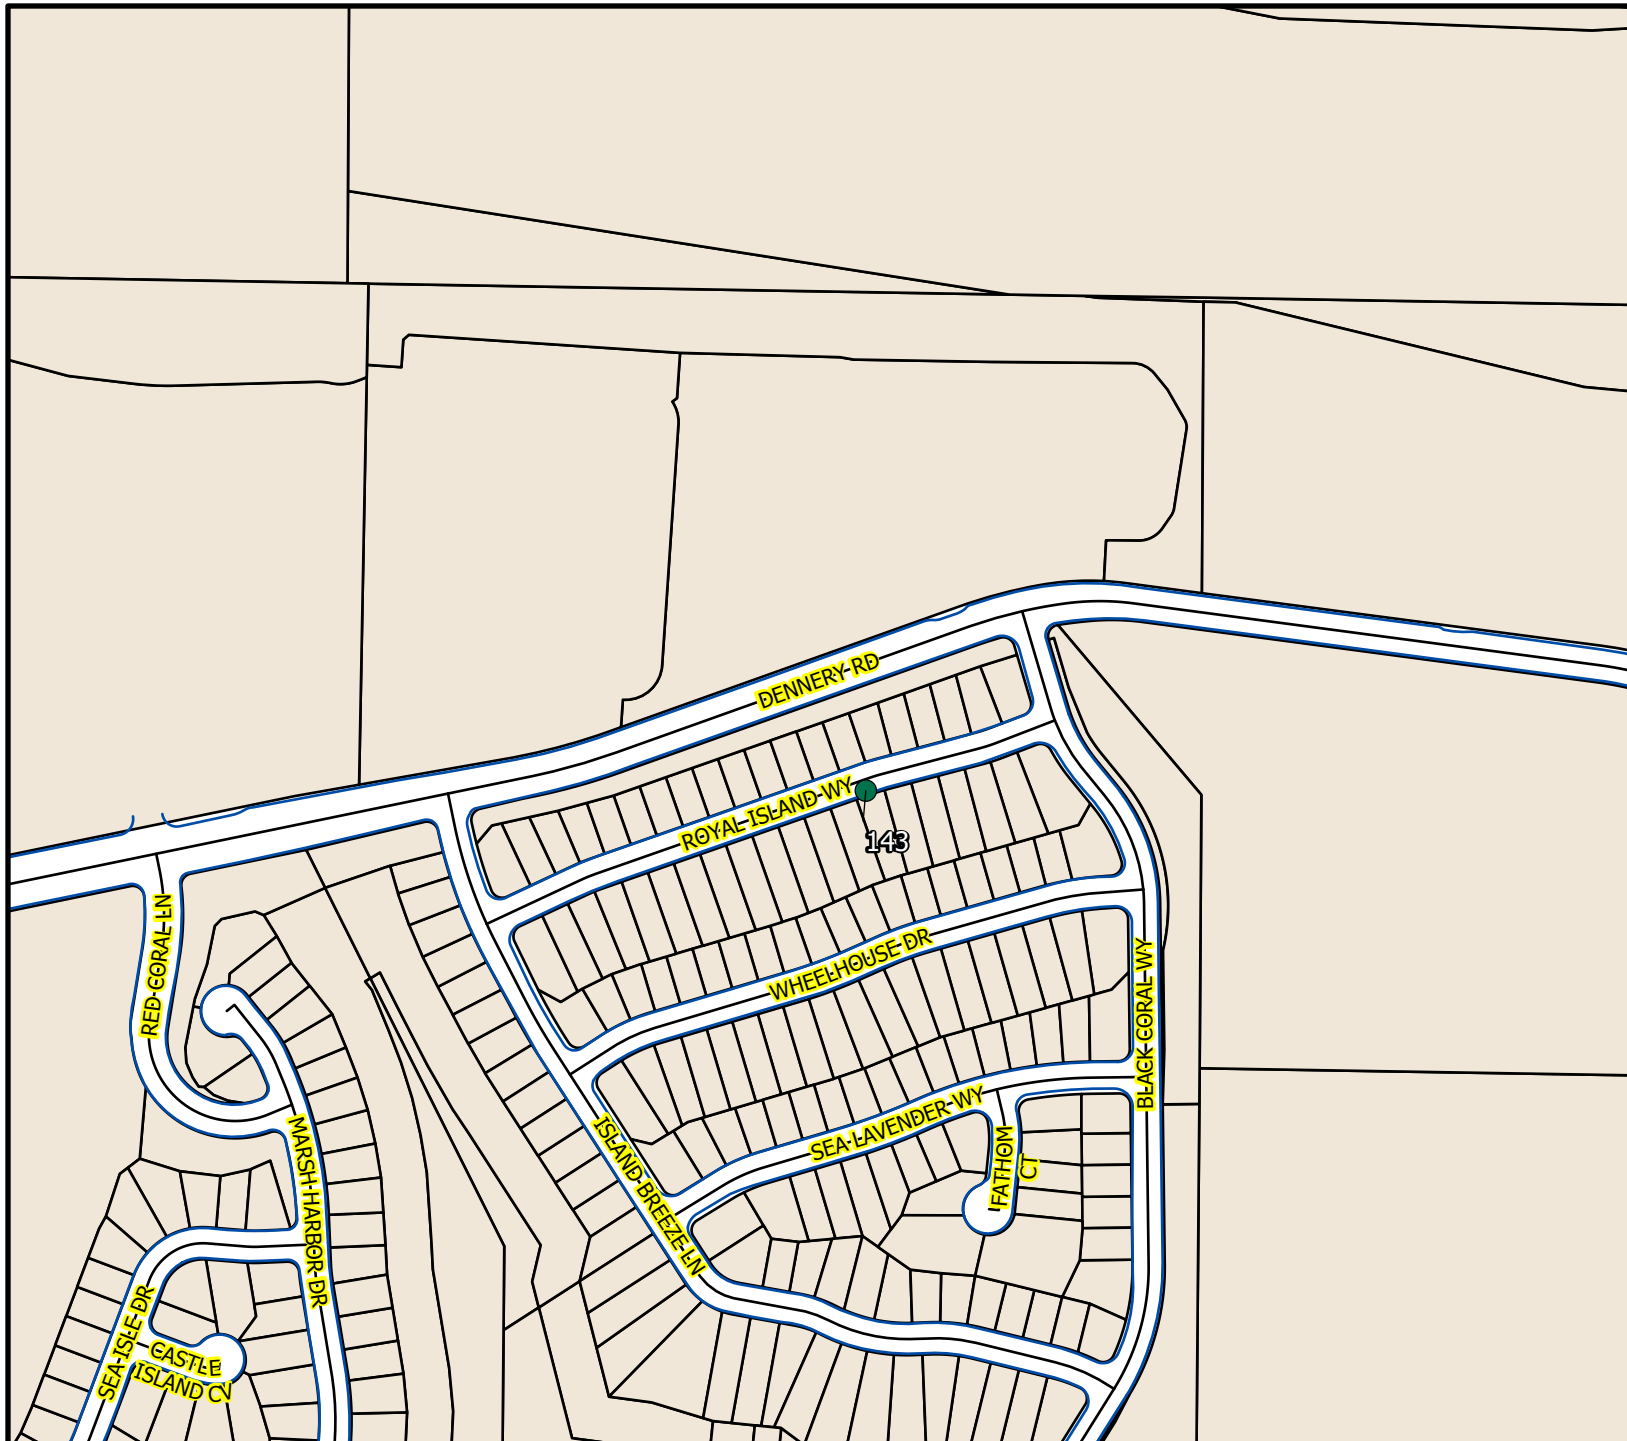 DENNERY RD
ROYAL ISLAND WY
143
RED CORAL LN
WHEELHOUSE DR
BLACK CORAL WY
MARSH HARBOR DR
ISLAND BREEZE LN
SEA LAVENDER WY
FATHOM
CT
SEA ISLE DR
CASTLE
ISLAND CV